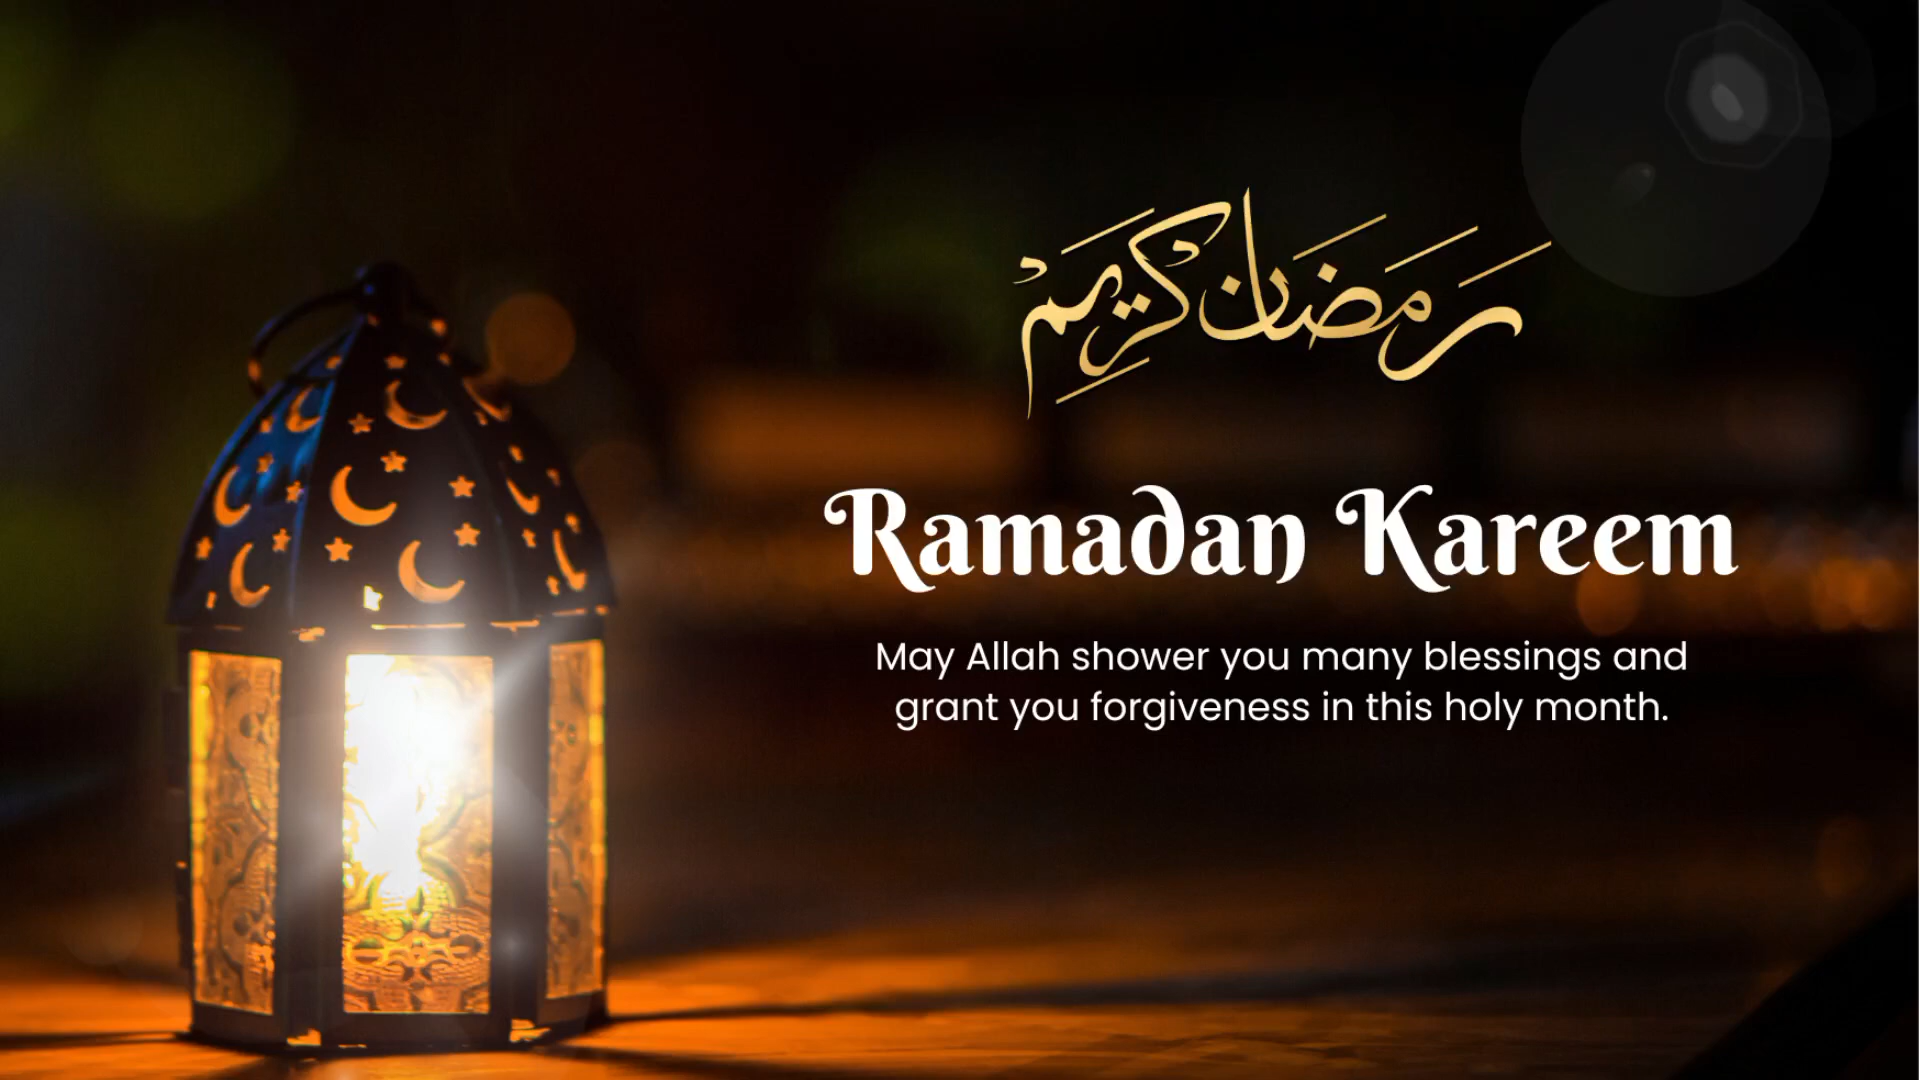 رمضان كريم
Ramadan Kareem
May Allah shower you many blessings and
grant you forgiveness in this holy month.